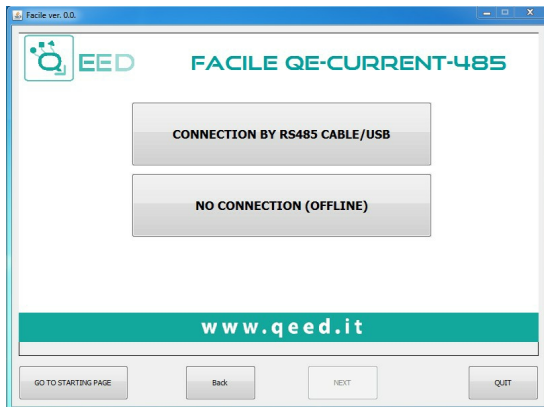 Facile ver. 0.0.
QEED
FACILE QE-CURRENT-485
CONNECTION BY RS485 CABLE/USB
NO CONNECTION (OFFLINE)
www.qeed.it
GO TO STARTING PAGE
Back
NEXT
QUIT